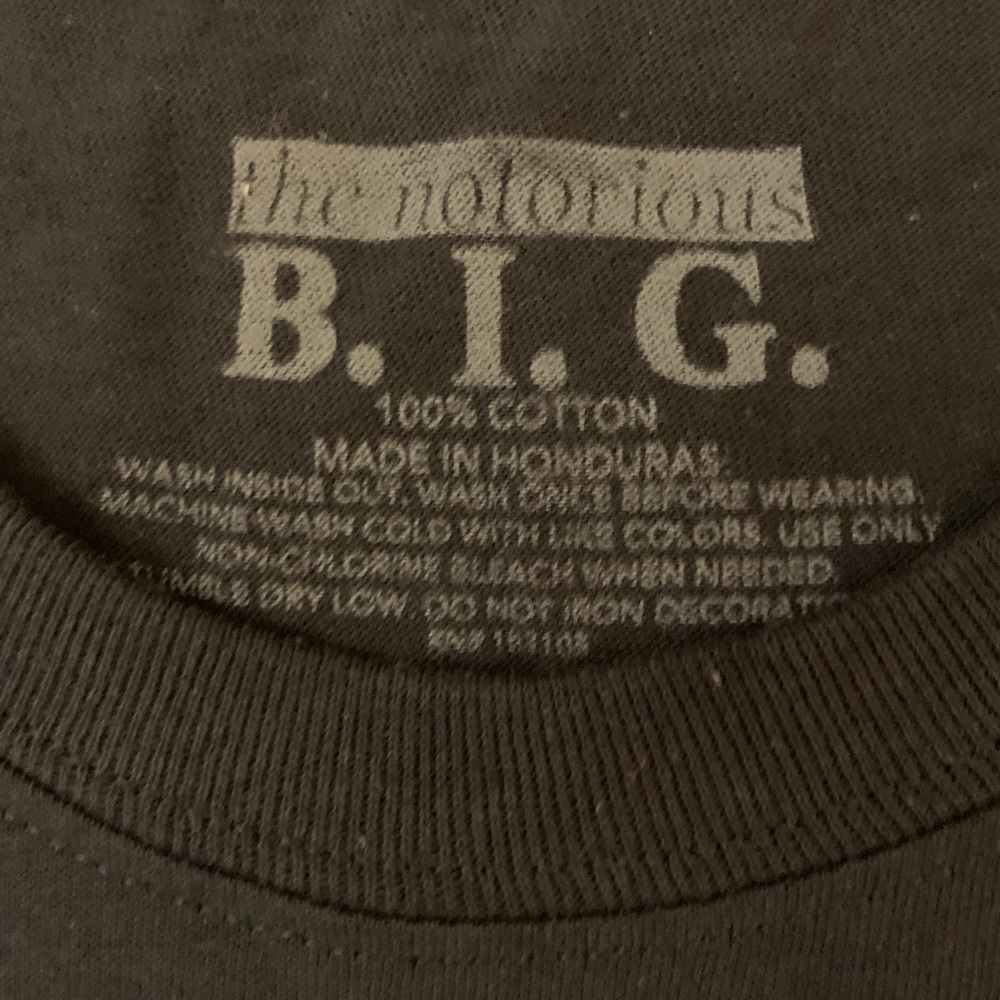 the notorious
B. I. G.
100% COTTON
MADE IN HONDURAS.
WASH INSIDE OUT. WASH ONCE BEFORE WEARING.
MACHINE WASH COLD WITH LIKE COLORS. USE ONLY
NON-CHLORINE BLEACH WHEN NEEDED.
TUMBLE DRY LOW. DO NOT IRON
RN#